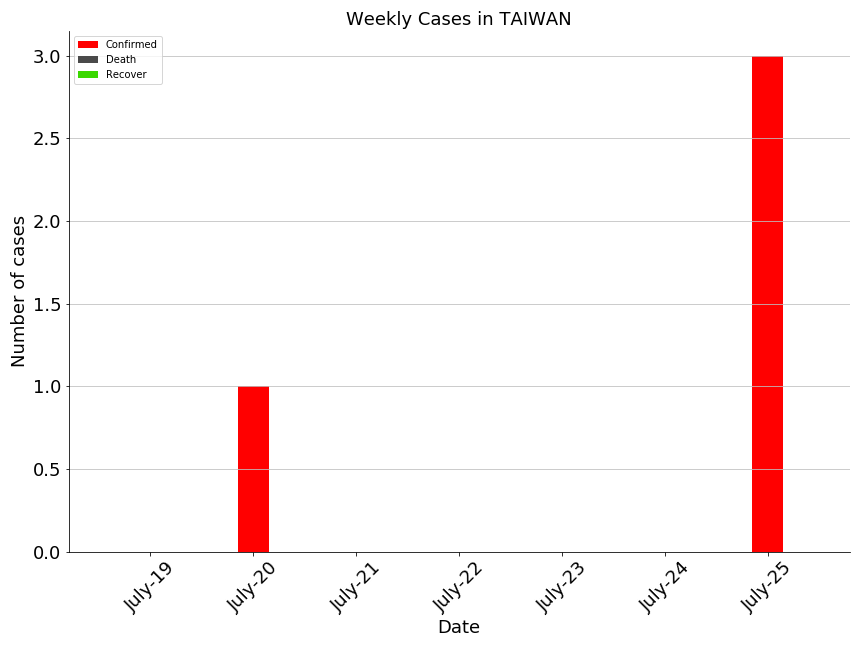 Weekly Cases in TAIWAN
Confirmed
Death
Recover
Number of cases
3.0
2.5
2.0
1.5
1.0
0.5
0.0
July-19
July-20
July-21
July-22
July-23
July-24
July-25
Date